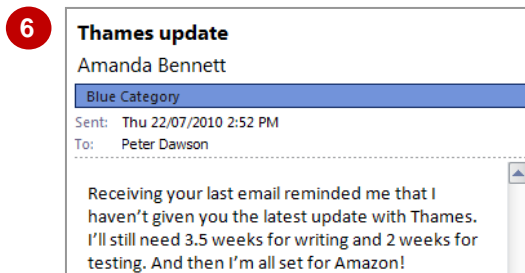 6
Thames update
Amanda Bennett
Blue Category
Sent: Thu 22/07/2010 2:52 PM
To: Peter Dawson
Receiving your last email reminded me that I
haven't given you the latest update with Thames.
I'll still need 3.5 weeks for writing and 2 weeks for
testing. And then I'm all set for Amazon!